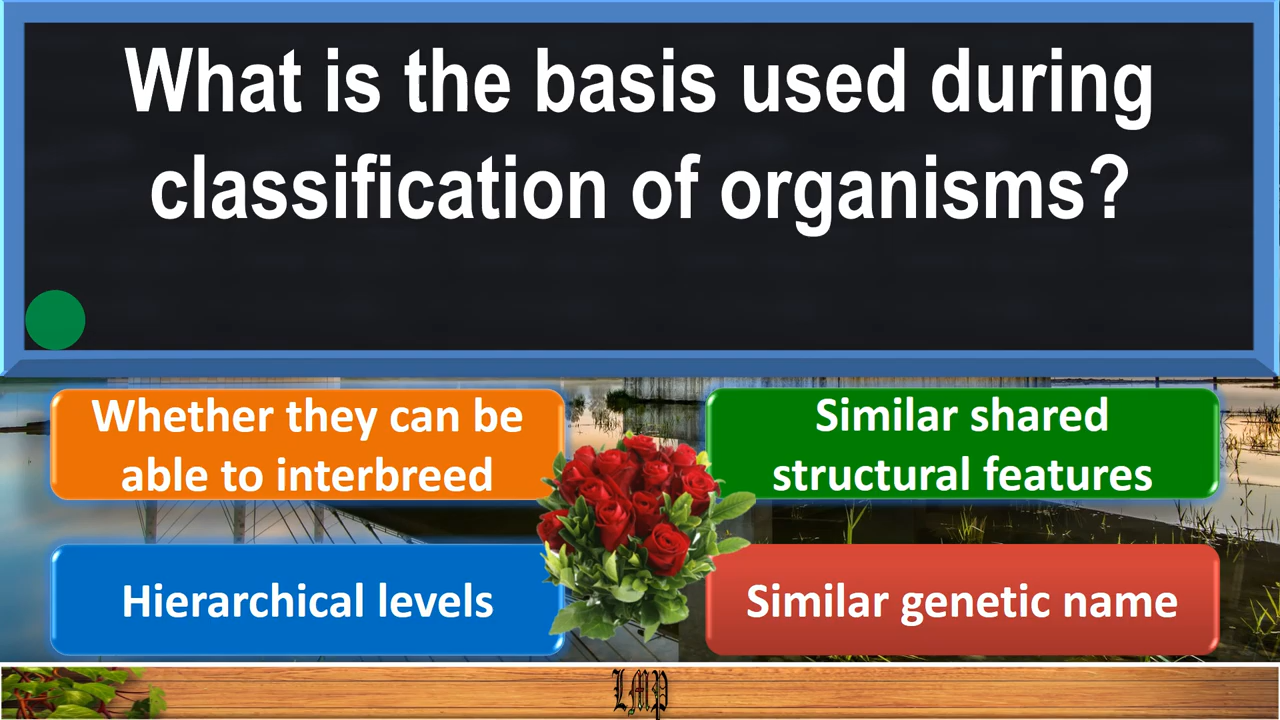 What is the basis used during
classification of organisms?
Whether they can be
able to interbreed
Similar shared
structural features
Hierarchical levels
Similar genetic name
LMP